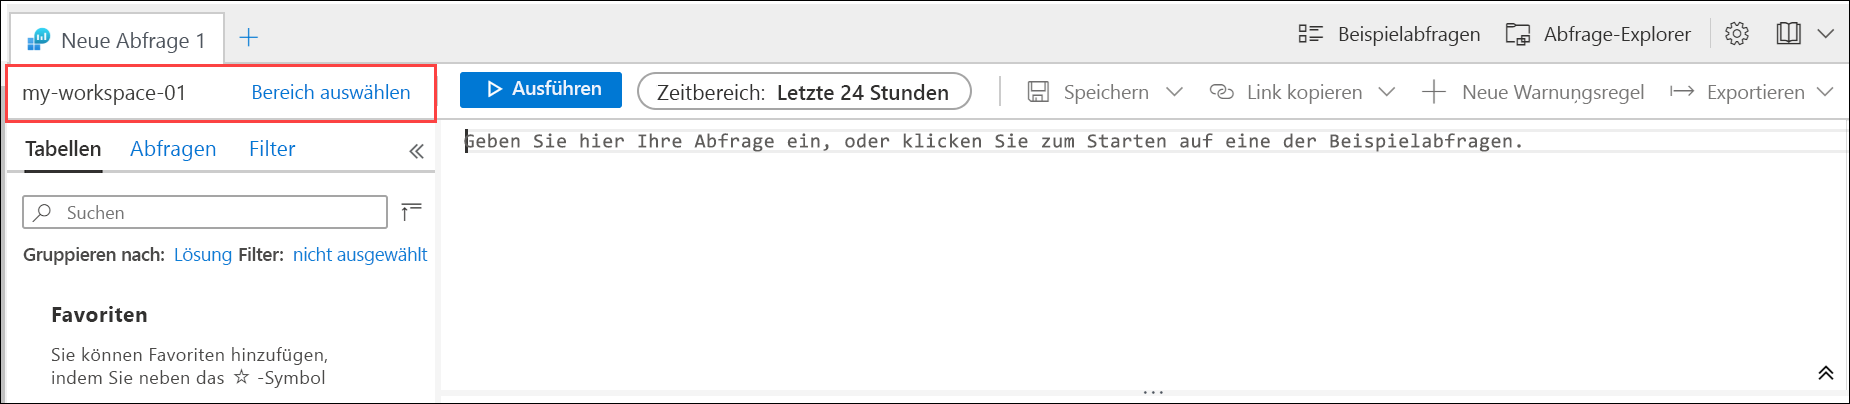 Neue Abfrage 1
Beispielabfragen
Abfrage-Explorer
my-workspace-01
Bereich auswählen
Ausführen
Zeitbereich: Letzte 24 Stunden
Speichern
Link kopieren
Neue Warnungsregel
Exportieren
Tabellen
Abfragen
Filter
Geben Sie hier Ihre Abfrage ein, oder klicken Sie zum Starten auf eine der Beispielabfragen.
Suchen
Gruppieren nach: Lösung Filter: nicht ausgewählt
Favoriten
Sie können Favoriten hinzufügen,
indem Sie neben das ☆ -Symbol